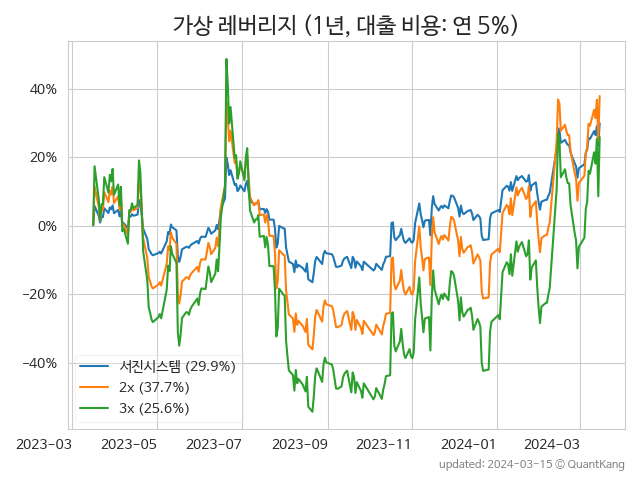 가상 레버리지 (1년, 대출 비용: 연 5%)
40%
20%
0%
−20%
−40%
서진시스템 (29.9%)
2x (37.7%)
3x (25.6%)
2023-03 2023-05 2023-07 2023-09 2023-11 2024-01 2024-03
updated: 2024-03-15 © QuantKang